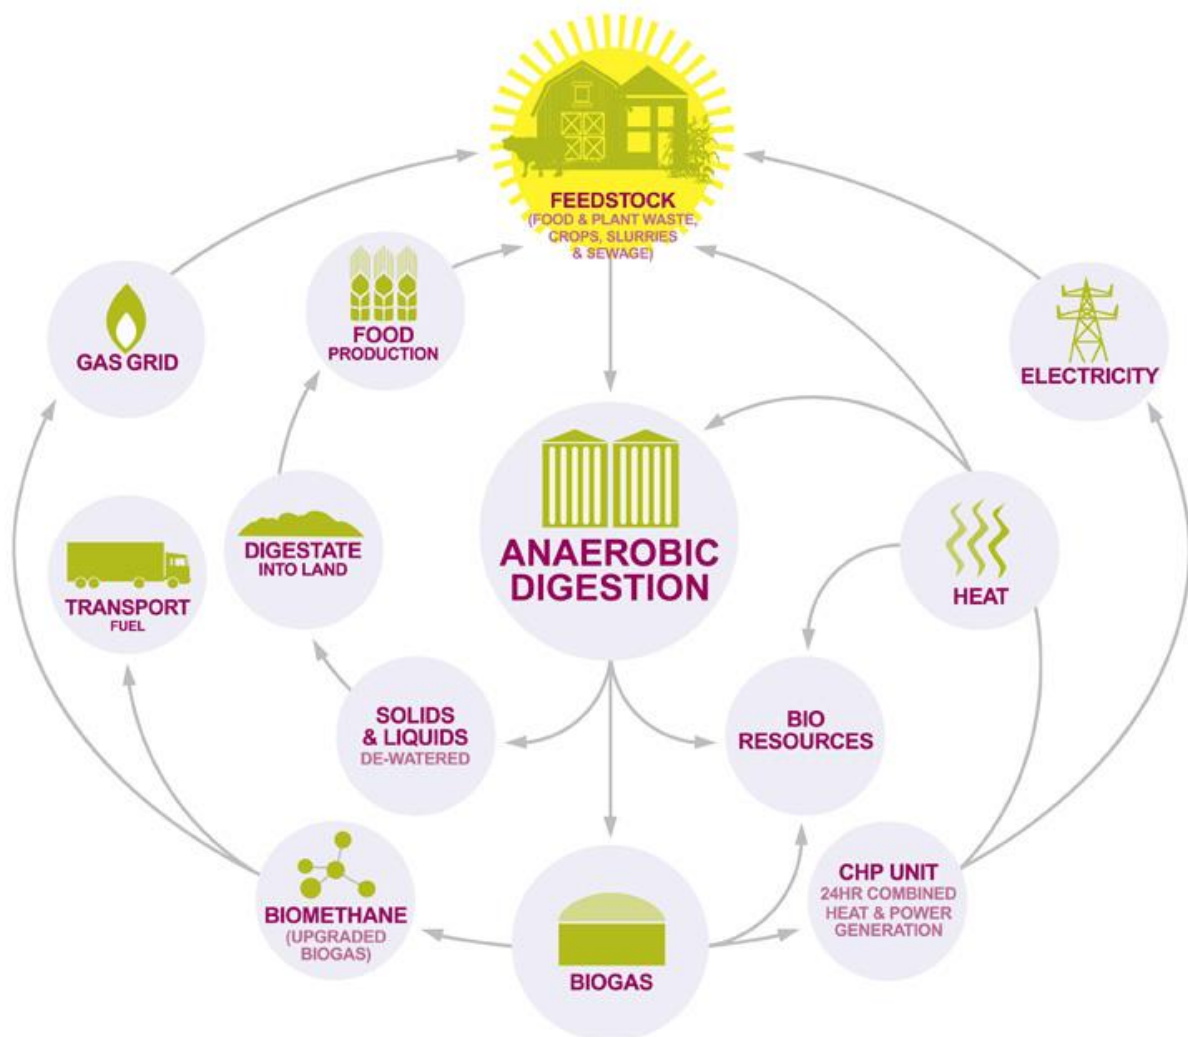 FEEDSTOCK
(FOOD & PLANT WASTE,
CROPS, SLURRIES
& SEWAGE)
GAS GRID
FOOD
PRODUCTION
ELECTRICITY
TRANSPORT
FUEL
DIGESTATE
INTO LAND
ANAEROBIC
DIGESTION
HEAT
SOLIDS
& LIQUIDS
DE-WATERED
BIO
RESOURCES
BIOMETHANE
(UPGRADED
BIOGAS)
BIOGAS
CHP UNIT
24HR COMBINED
HEAT & POWER
GENERATION